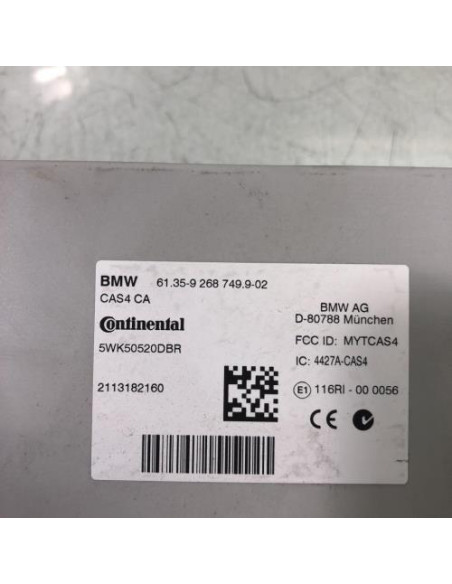 BMW 61.35-9 268 749.9-02
CAS4 CA
Continental
5WK50520DBR
2113182160
BMW AG
D-80788 München
FCC ID: MYTCAS4
IC: 4427A-CAS4
E1 116RI - 00 0056
CE